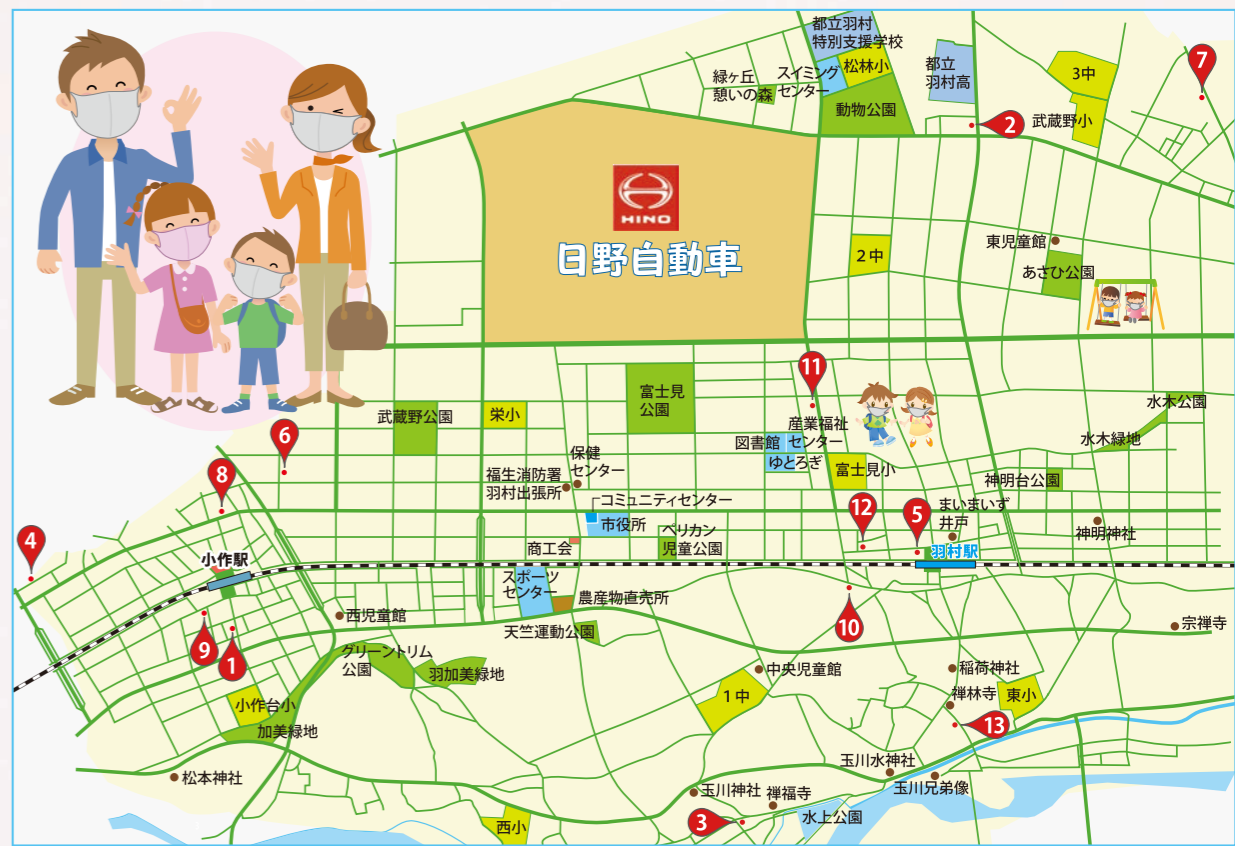 都立羽村
特別支援学校
緑ヶ丘
憩いの森
スイミング
センター
松林小
動物公園
都立
羽村高
3中
武蔵野小
7
2
HINO
日野自動車
2中
東児童館
あさひ公園
11
富士見
公園
武蔵野公園
栄小
産業福祉
センター
図書館
ゆとろぎ
富士見小
水木公園
水木緑地
神明台公園
6
8
保健
センター
福生消防署
羽村出張所
コミュニティセンター
市役所
商工会
ペリカン
児童公園
12
5
まいまいず
井戸
羽村駅
神明神社
4
小作駅
スポーツ
センター
農産物直売所
天竺運動公園
西児童館
9
1
10
宗禅寺
グリーントリム
公園
羽加美緑地
中央児童館
1中
稲荷神社
禅林寺
東小
13
小作台小
加美緑地
松本神社
玉川水神社
玉川兄弟像
玉川神社
禅福寺
3
水上公園
西小